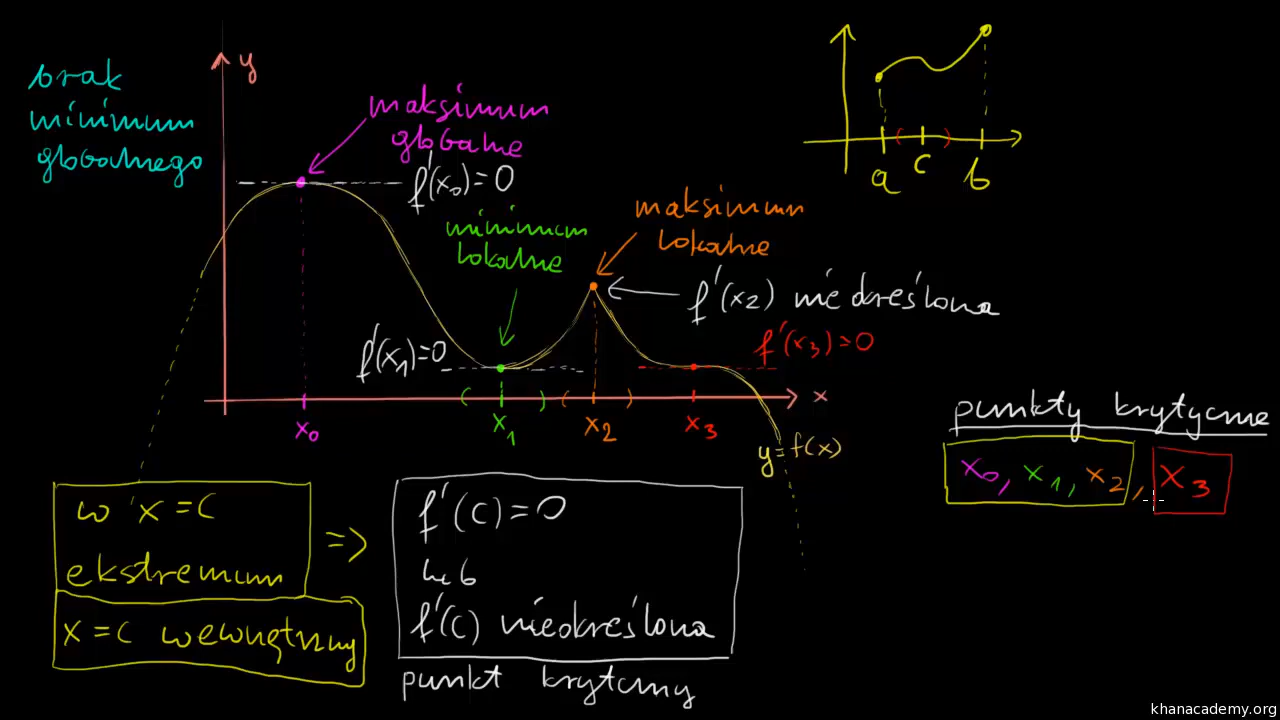 brak
minimum
globalnego
y
maksimum
globalne
f'(x₀)=0
minimum
lokalne
maksimum
lokalne
f'(x₂) nieokreślona
f'(x₁)=0
f'(x₃)=0
x
x₀
x₁
x₂
x₃
y=f(x)
a
c
b
punkty krytyczne
x₀, x₁, x₂, x₃
w x=c
ekstremum
x=c wewnętrzny
=>
f'(c)=0
lub
f'(c) nieokreślona
punkt krytyczny
khanacademy.org